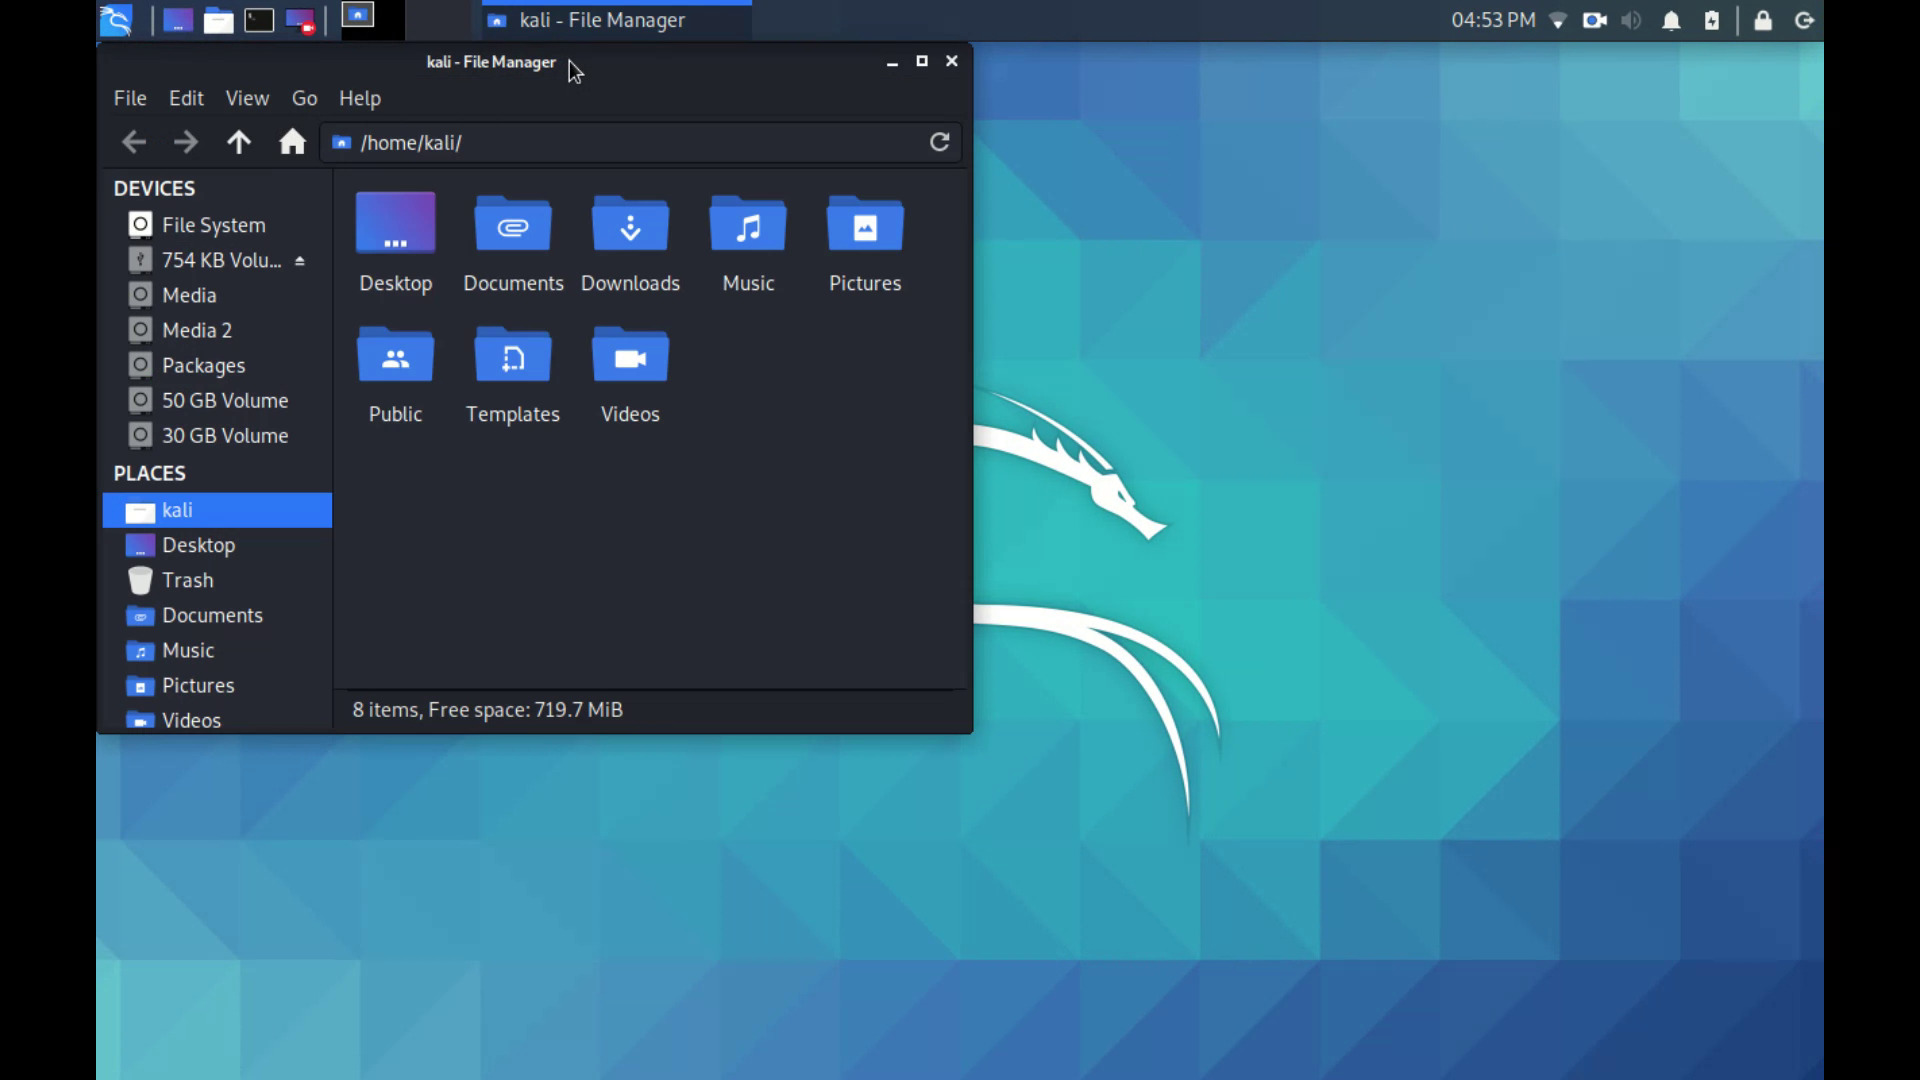 kali - File Manager
04:53 PM
kali - File Manager
File Edit View Go Help
/home/kali/
DEVICES
File System
754 KB Volu...
Media
Media 2
Packages
50 GB Volume
30 GB Volume
PLACES
kali
Desktop
Trash
Documents
Music
Pictures
Videos
Desktop Documents Downloads Music Pictures
Public Templates Videos
8 items, Free space: 719.7 MiB